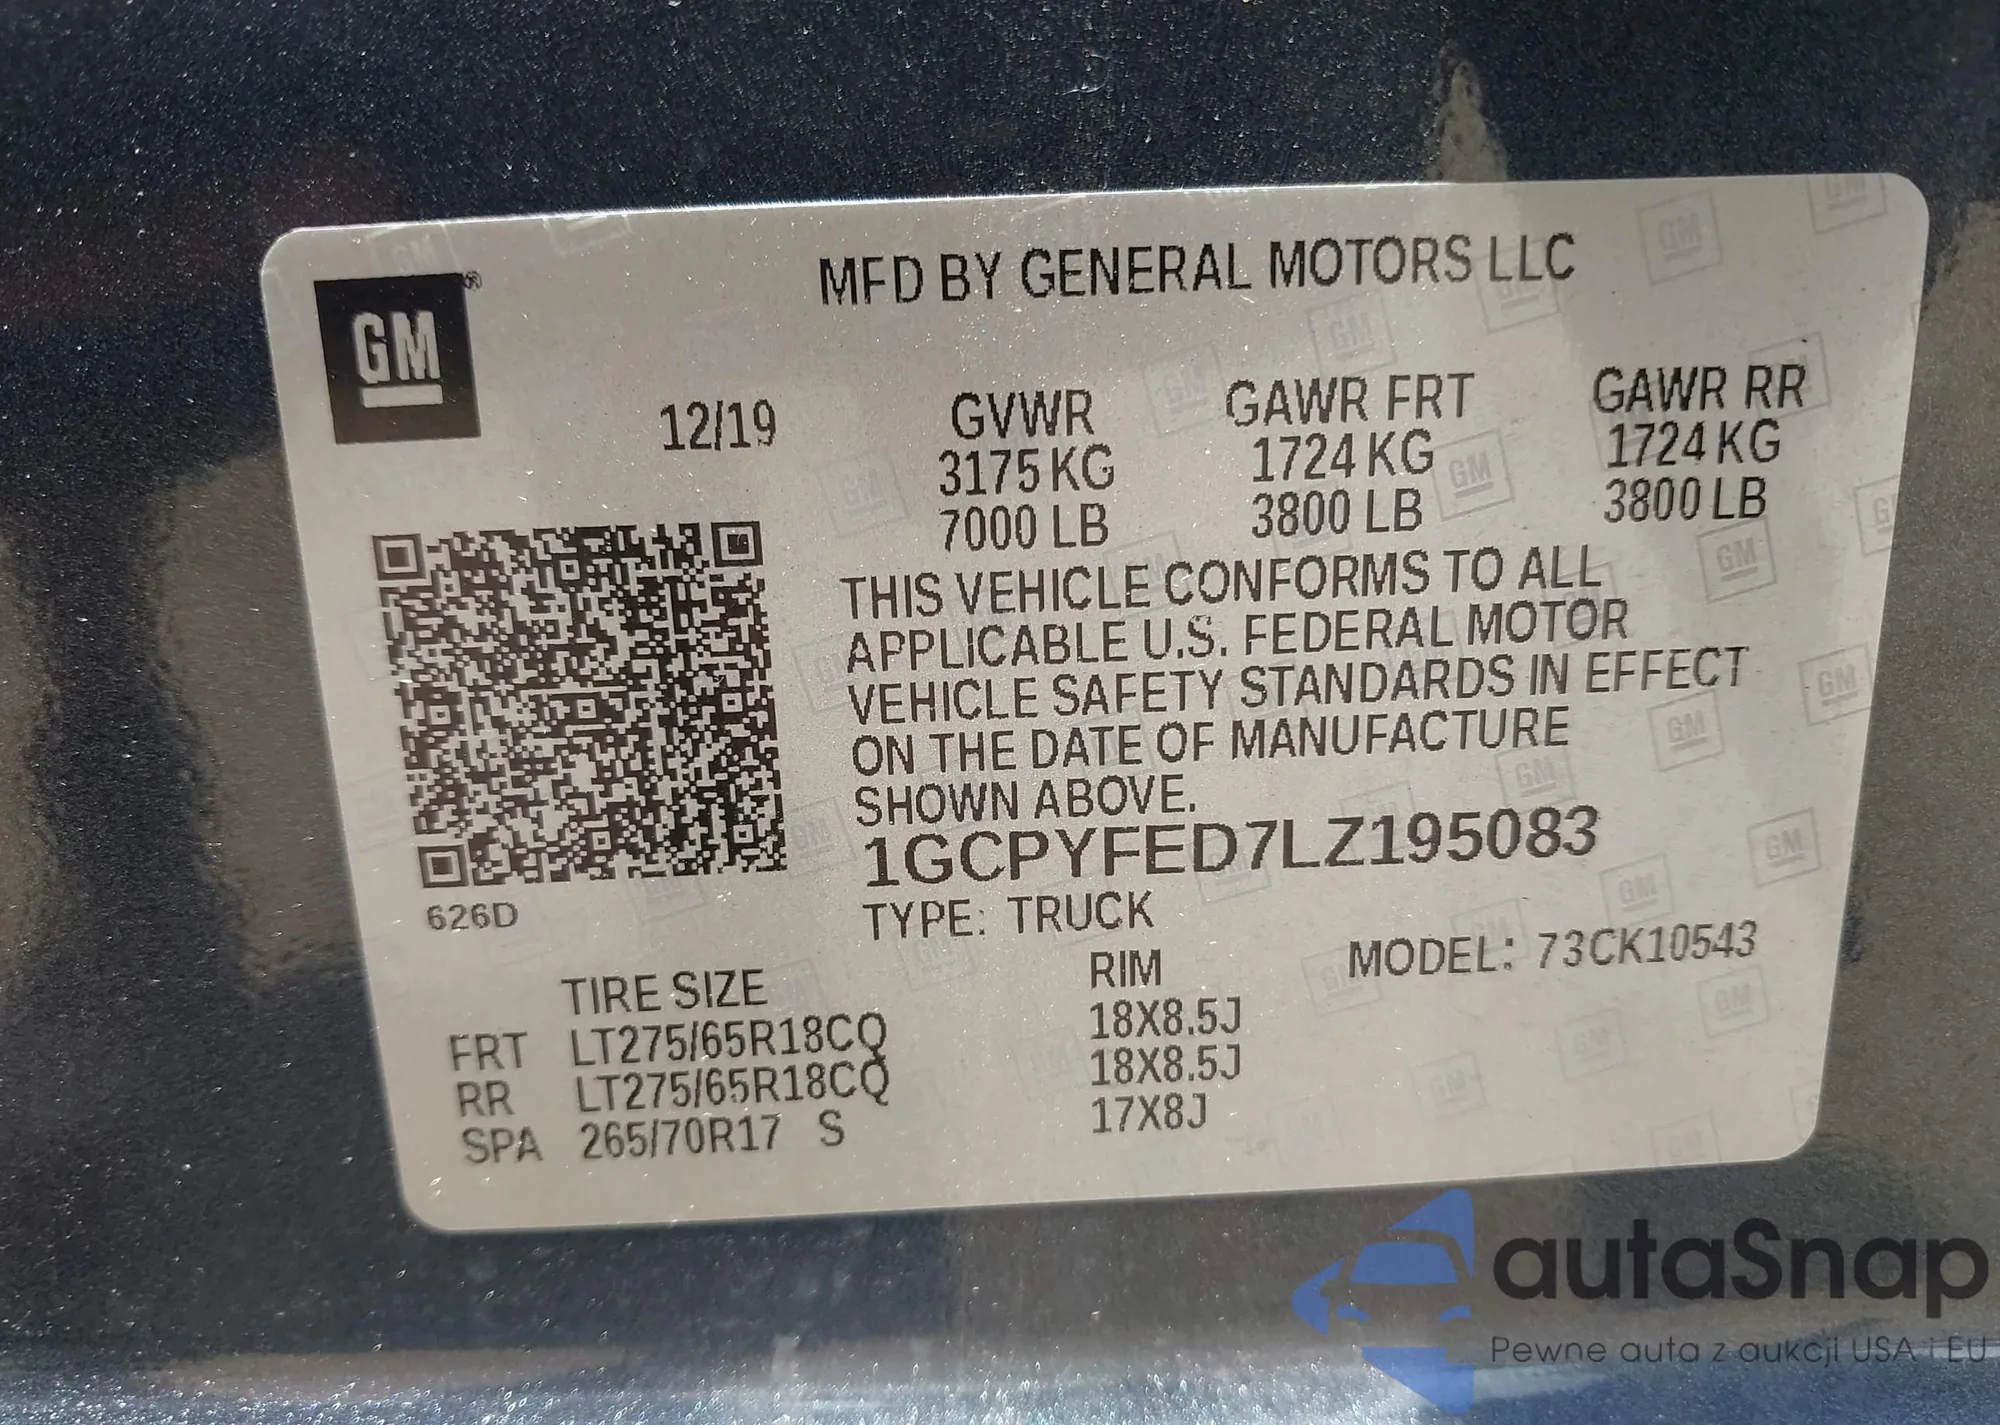 GM®
MFD BY GENERAL MOTORS LLC
12/19 GVWR GAWR FRT GAWR RR
3175 KG 1724 KG 1724 KG
7000 LB 3800 LB 3800 LB
THIS VEHICLE CONFORMS TO ALL
APPLICABLE U.S. FEDERAL MOTOR
VEHICLE SAFETY STANDARDS IN EFFECT
ON THE DATE OF MANUFACTURE
SHOWN ABOVE.
1GCPYFED7LZ195083
626D
TYPE: TRUCK
MODEL: 73CK10543
TIRE SIZE RIM
FRT LT275/65R18CQ 18X8.5J
RR LT275/65R18CQ 18X8.5J
SPA 265/70R17 S 17X8J
autaSnap
Pewne auta z aukcji USA i EU